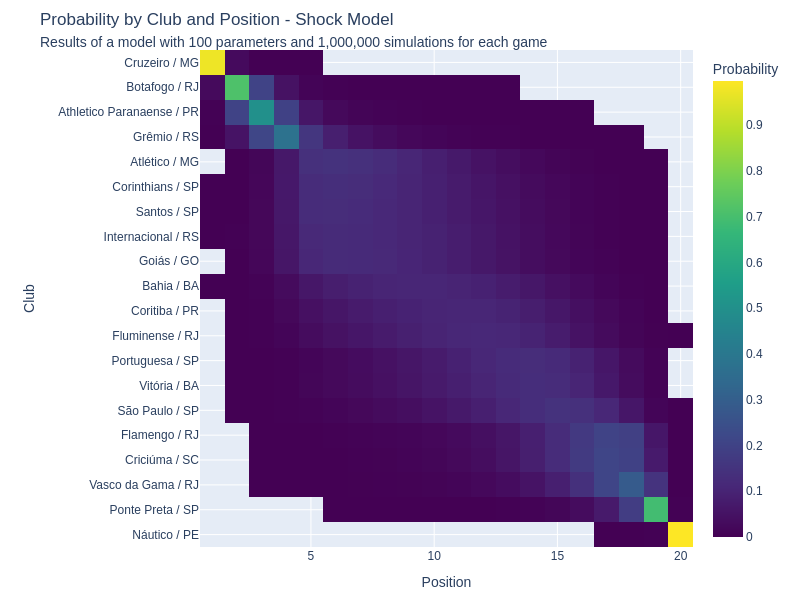 Probability by Club and Position - Shock Model
Results of a model with 100 parameters and 1,000,000 simulations for each game
Probability
Club
Cruzeiro / MG
Botafogo / RJ
Athletico Paranaense / PR
Grêmio / RS
Atlético / MG
Corinthians / SP
Santos / SP
Internacional / RS
Goiás / GO
Bahia / BA
Coritiba / PR
Fluminense / RJ
Portuguesa / SP
Vitória / BA
São Paulo / SP
Flamengo / RJ
Criciúma / SC
Vasco da Gama / RJ
Ponte Preta / SP
Náutico / PE
0.9
0.8
0.7
0.6
0.5
0.4
0.3
0.2
0.1
0
5 10 15 20
Position